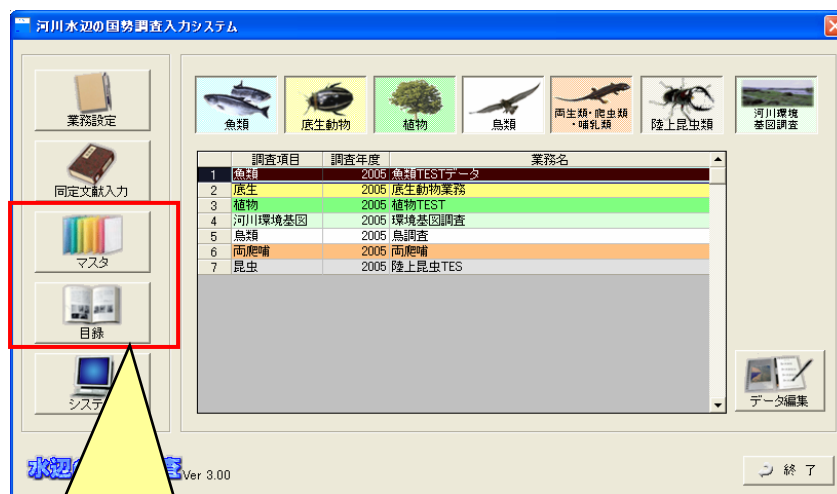 河川水辺の国勢調査入力システム
業務設定
同定文献入力
マスタ
目録
システ
魚類
底生動物
植物
鳥類
両生類・爬虫類
・哺乳類
陸上昆虫類
河川環境
基図調査
調査項目 調査年度 業務名
1 魚類 2005 魚類TESTデータ
2 底生 2005 底生動物業務
3 植物 2005 植物TEST
4 河川環境基図 2005 環境基図調査
5 鳥類 2005 鳥調査
6 両爬哺 2005 両爬哺
7 昆虫 2005 陸上昆虫TES
データ編集
水辺 査 Ver 3.00
終了